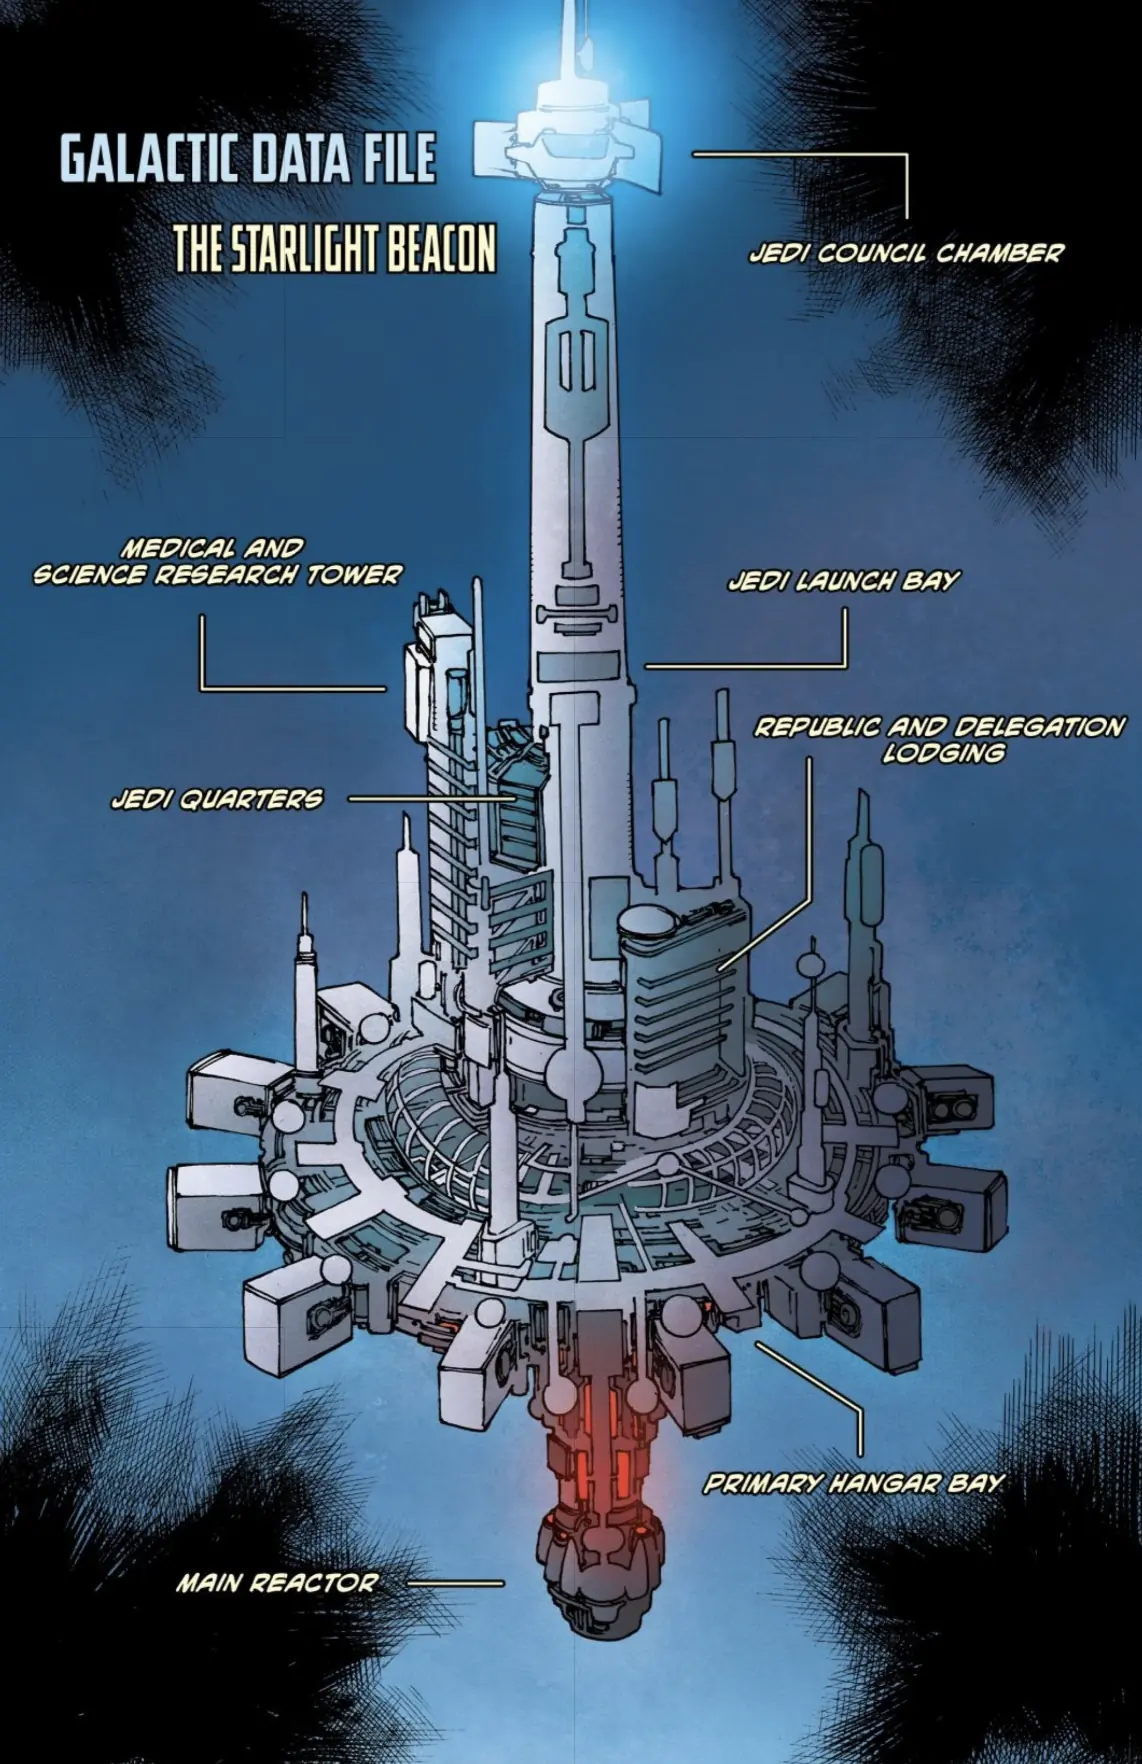 GALACTIC DATA FILE
THE STARLIGHT BEACON
JEDI COUNCIL CHAMBER
MEDICAL AND
SCIENCE RESEARCH TOWER
JEDI LAUNCH BAY
REPUBLIC AND DELEGATION
LODGING
JEDI QUARTERS
PRIMARY HANGAR BAY
MAIN REACTOR